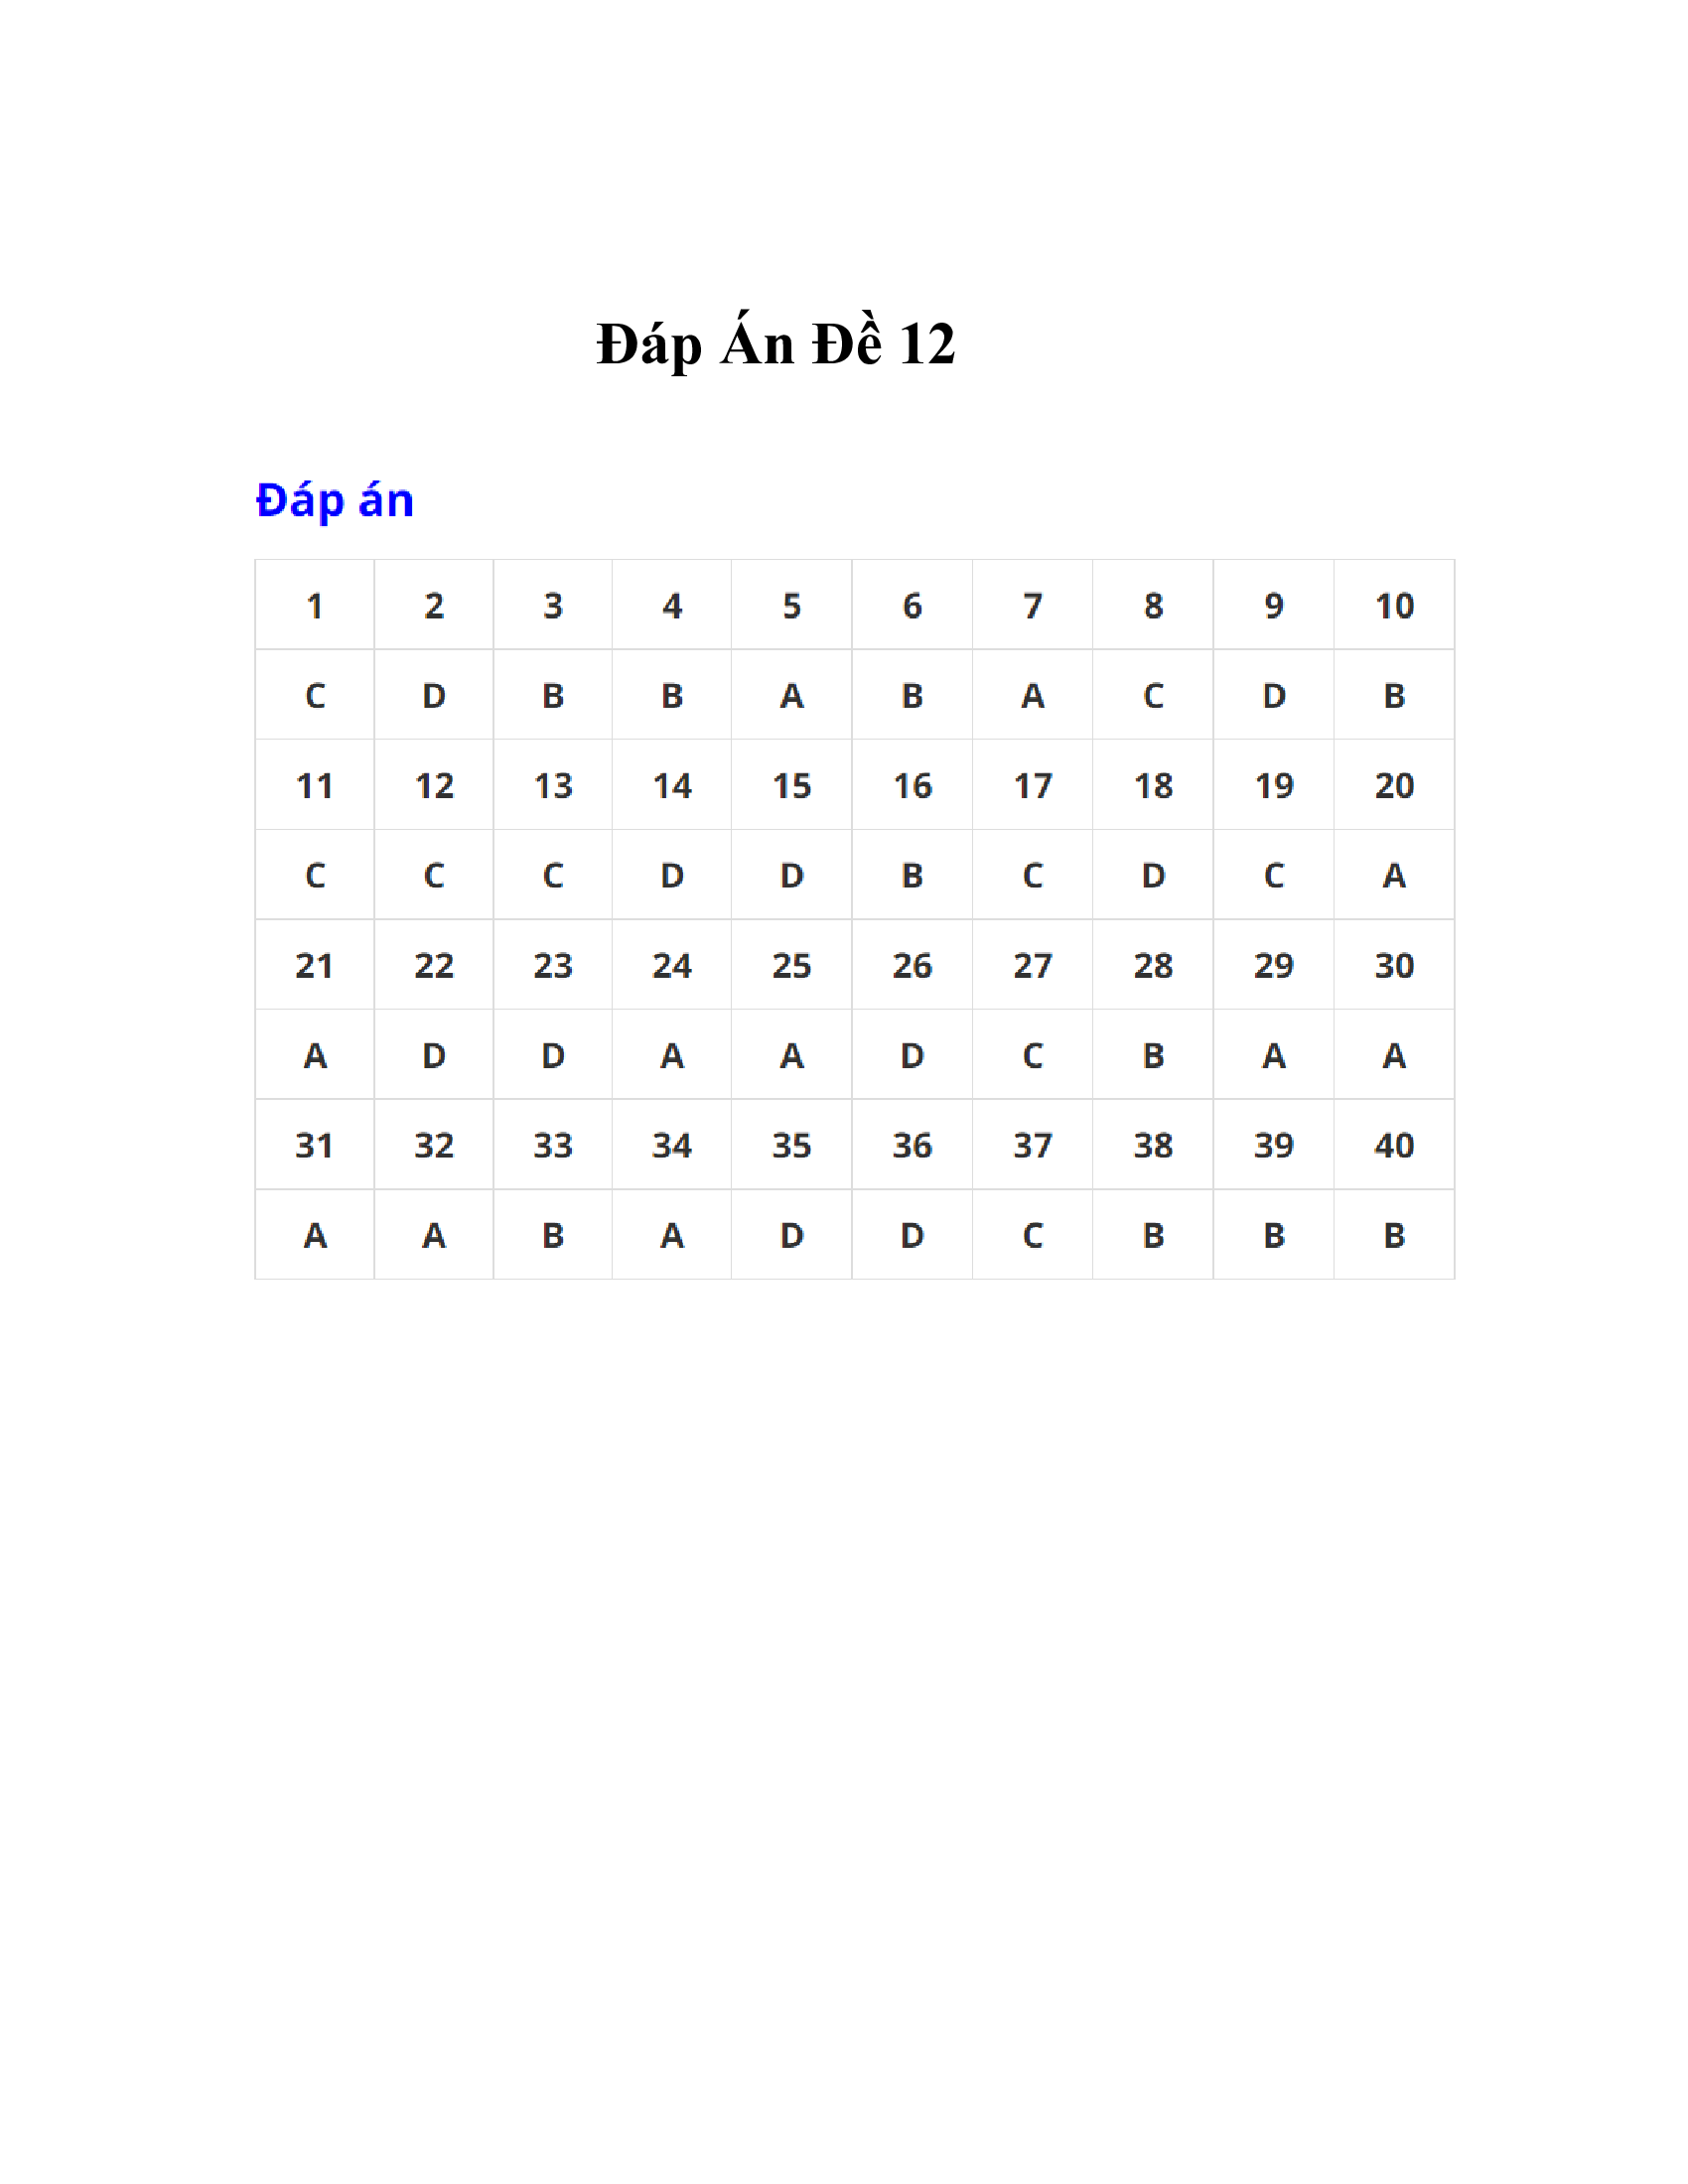 Đáp Án Đề 12
Đáp án
1 2 3 4 5 6 7 8 9 10
C D B B A B A C D B
11 12 13 14 15 16 17 18 19 20
C C C D D B C D C A
21 22 23 24 25 26 27 28 29 30
A D D A A D C B A A
31 32 33 34 35 36 37 38 39 40
A A B A D D C B B B